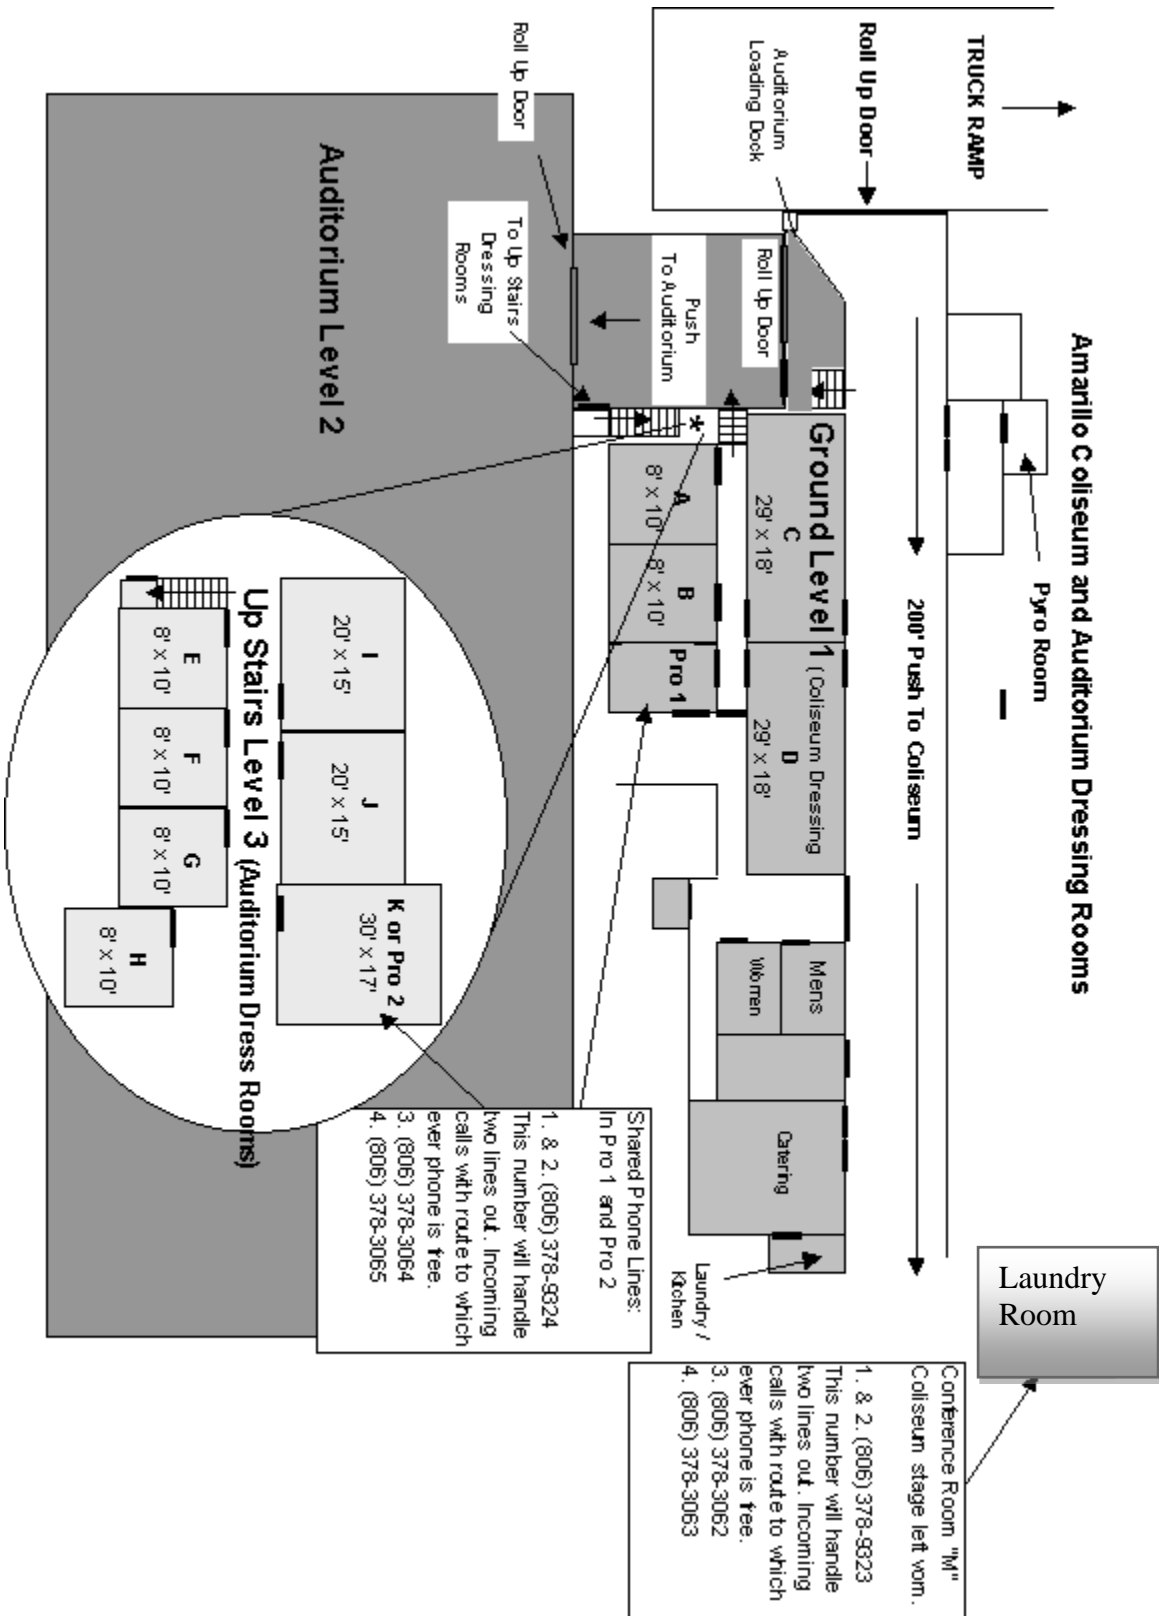 Amarillo Coliseum and Auditorium Dressing Rooms
TRUCK RAMP
Roll Up Door
Auditorium
Loading Dock
Roll Up Door
Pyro Room
200' Push To Coliseum
Roll Up Door
Push
To Auditorium
To Up Stairs
Dressing
Rooms
Auditorium Level 2
Ground Level 1 (Coliseum Dressing
C
29' x 18'
D
29' x 18'
*
A
8' x 10'
B
8' x 10'
Pro 1
Mens
Women
Catering
Laundry /
Kitchen
I
20' x 15'
J
20' x 15'
K or Pro 2
30' x 17'
Up Stairs Level 3 (Auditorium Dress Rooms)
E
8' x 10'
F
8' x 10'
G
8' x 10'
H
8' x 10'
Shared Phone Lines:
In Pro 1 and Pro 2
1. & 2. (806) 378-9324
This number will handle
two lines out. Incoming
calls with route to which
ever phone is free.
3. (806) 378-3064
4. (806) 378-3065
Laundry
Room
Conference Room "M"
Coliseum stage left vom.
1. & 2. (806) 378-9323
This number will handle
two lines out. Incoming
calls with route to which
ever phone is free.
3. (806) 378-3062
4. (806) 378-3063